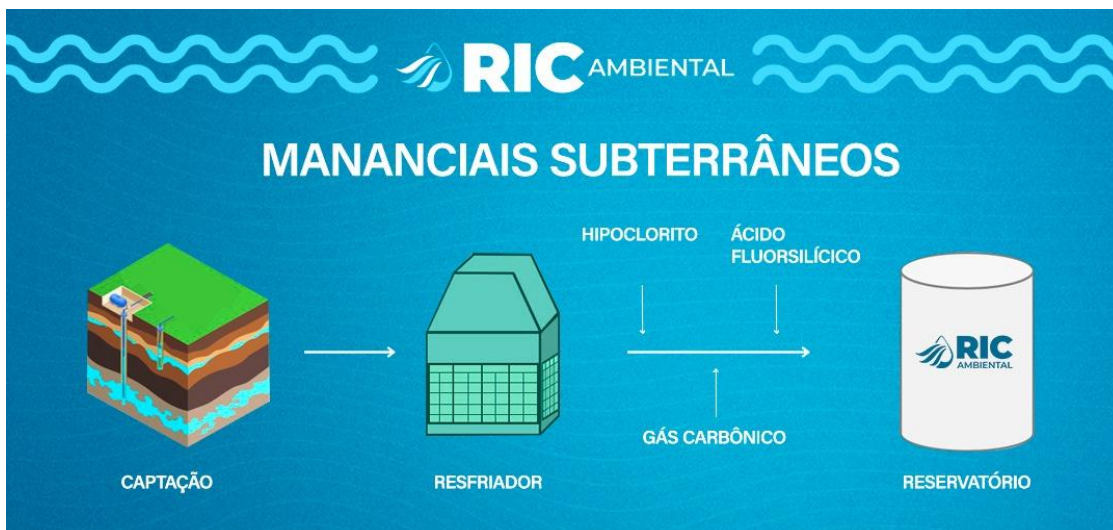 RIC AMBIENTAL
MANANCIAIS SUBTERRÂNEOS
HIPOCLORITO
ÁCIDO
FLUORSILÍCICO
RIC
AMBIENTAL
GÁS CARBÔNICO
CAPTAÇÃO
RESFRIADOR
RESERVATÓRIO